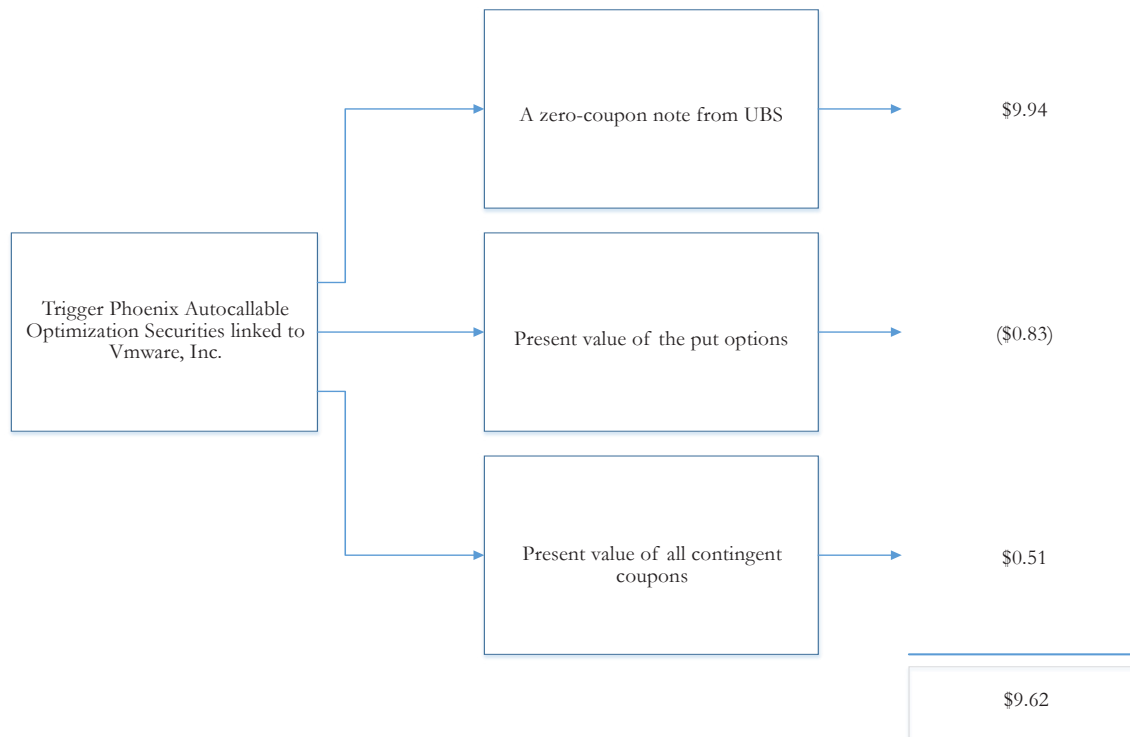 A zero-coupon note from UBS
$9.94
Trigger Phoenix Autocallable
Optimization Securities linked to
Vmware, Inc.
Present value of the put options
($0.83)
Present value of all contingent
coupons
$0.51
$9.62